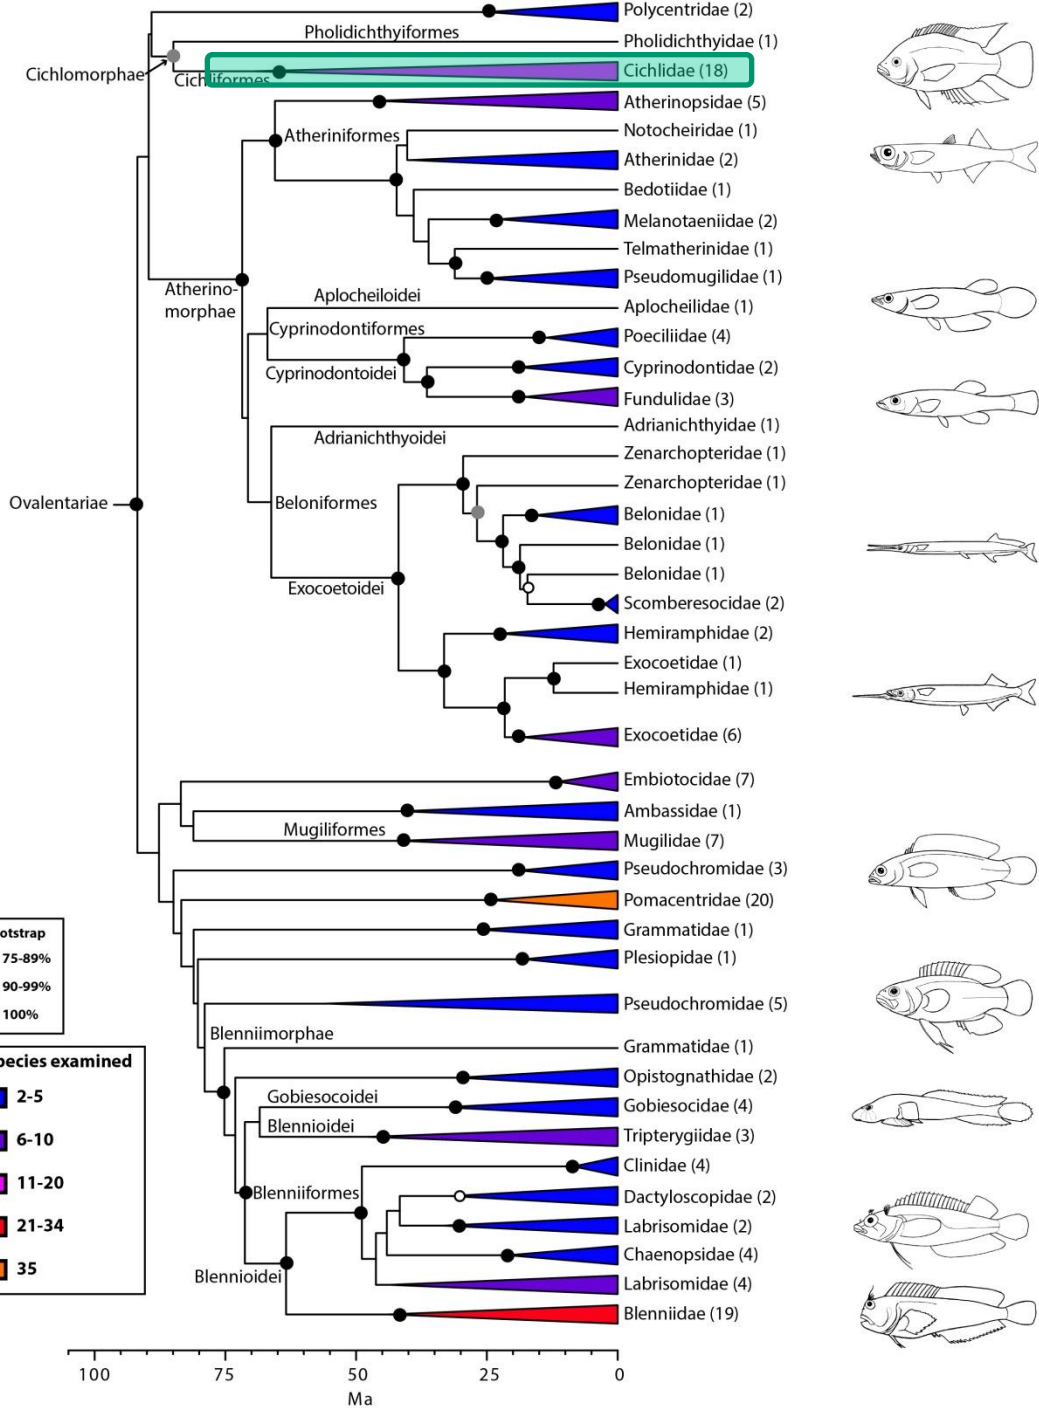 Polycentridae (2)
Pholidichthyiformes
Pholidichthyidae (1)
Cichlomorphae
Cichliformes
Cichlidae (18)
Atherinopsidae (5)
Atheriniformes
Notocheiridae (1)
Atherinidae (2)
Bedotiidae (1)
Melanotaeniidae (2)
Telmatherinidae (1)
Pseudomugilidae (1)
Atherino-
morphae
Aplocheiloidei
Aplocheilidae (1)
Cyprinodontiformes
Poeciliidae (4)
Cyprinodontoidei
Cyprinodontidae (2)
Fundulidae (3)
Adrianichthyidae (1)
Adrianichthyoidei
Zenarchopteridae (1)
Zenarchopteridae (1)
Ovalentariae
Beloniformes
Belonidae (1)
Belonidae (1)
Belonidae (1)
Exocoetoidei
Scomberesocidae (2)
Hemiramphidae (2)
Exocoetidae (1)
Hemiramphidae (1)
Exocoetidae (6)
Embiotocidae (7)
Ambassidae (1)
Mugiliformes
Mugilidae (7)
Pseudochromidae (3)
Pomacentridae (20)
Grammatidae (1)
Plesiopidae (1)
Pseudochromidae (5)
Blenniimorphae
Grammatidae (1)
Opistognathidae (2)
Gobiesocoidei
Gobiesocidae (4)
Blennioidei
Tripterygiidae (3)
Clinidae (4)
Blenniiformes
Dactyloscopidae (2)
Labrisomidae (2)
Chaenopsidae (4)
Blennioidei
Labrisomidae (4)
Blenniidae (19)
otstrap
75-89%
90-99%
100%
pecies examined
2-5
6-10
11-20
21-34
35
100 75 50 25 0
Ma